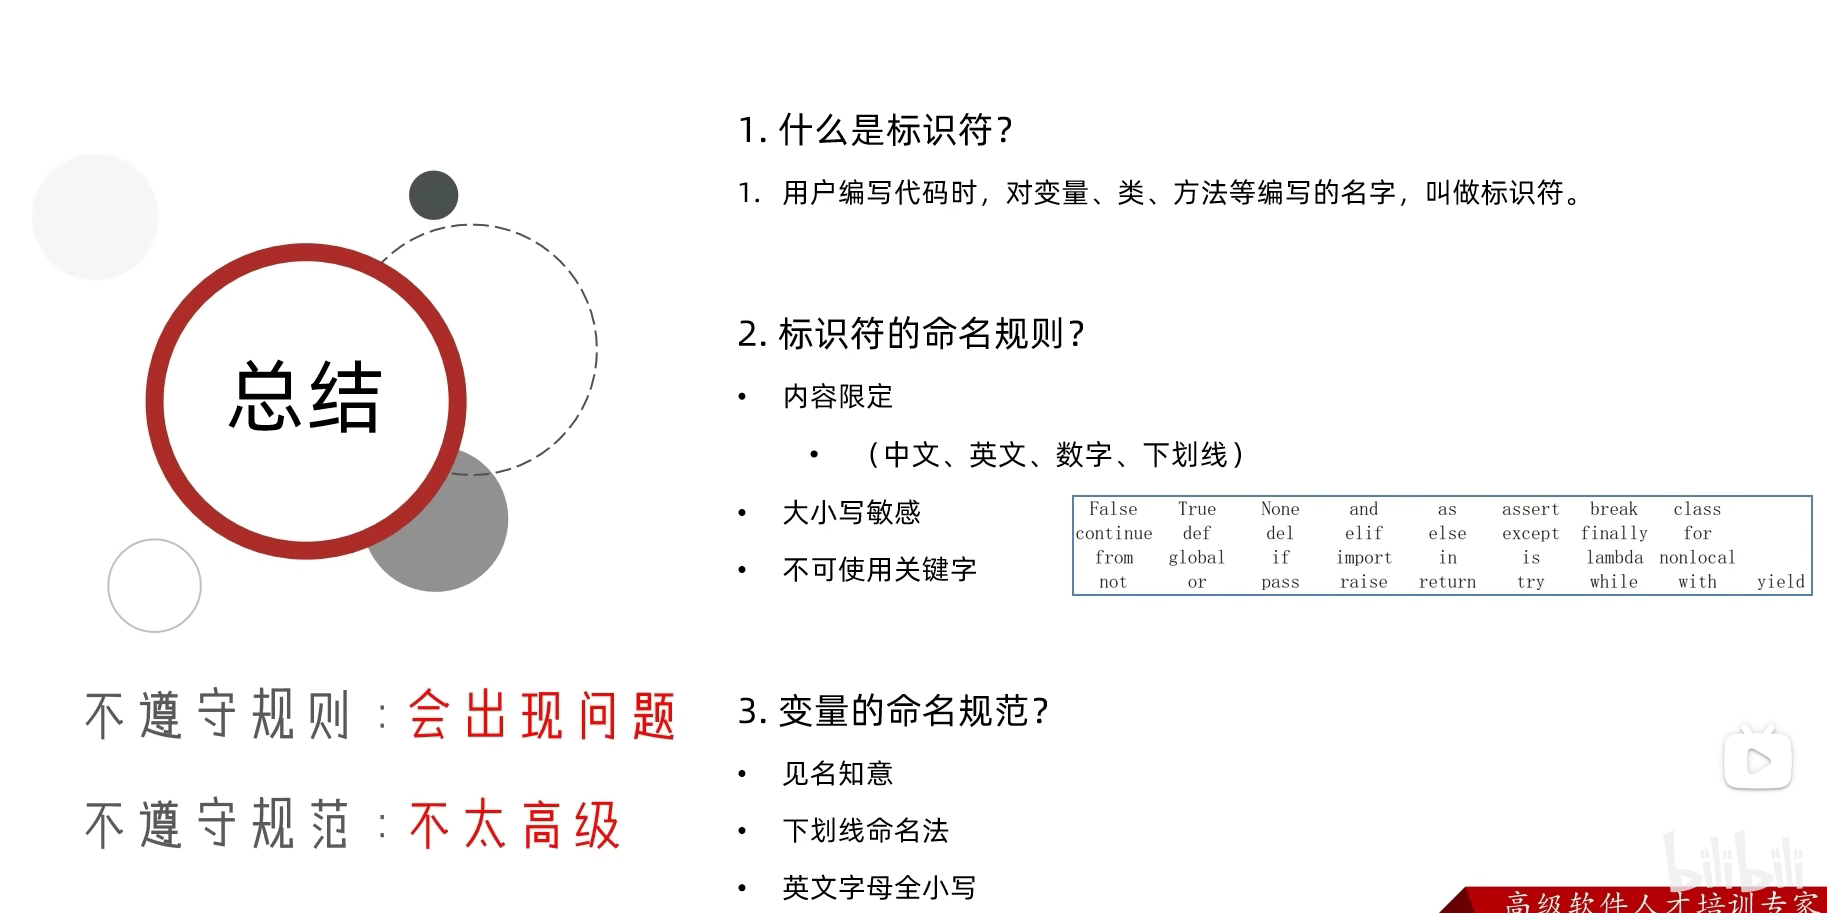 总结
不遵守规则：会出现问题
不遵守规范：不太高级
1. 什么是标识符？
1. 用户编写代码时，对变量、类、方法等编写的名字，叫做标识符。
2. 标识符的命名规则？
• 内容限定
• （中文、英文、数字、下划线）
• 大小写敏感
• 不可使用关键字
False True None and as assert break class
continue def del elif else except finally for
from global if import in is lambda nonlocal
not or pass raise return try while with yield
3. 变量的命名规范？
• 见名知意
• 下划线命名法
• 英文字母全小写
bilibili
高级软件人才培训专家